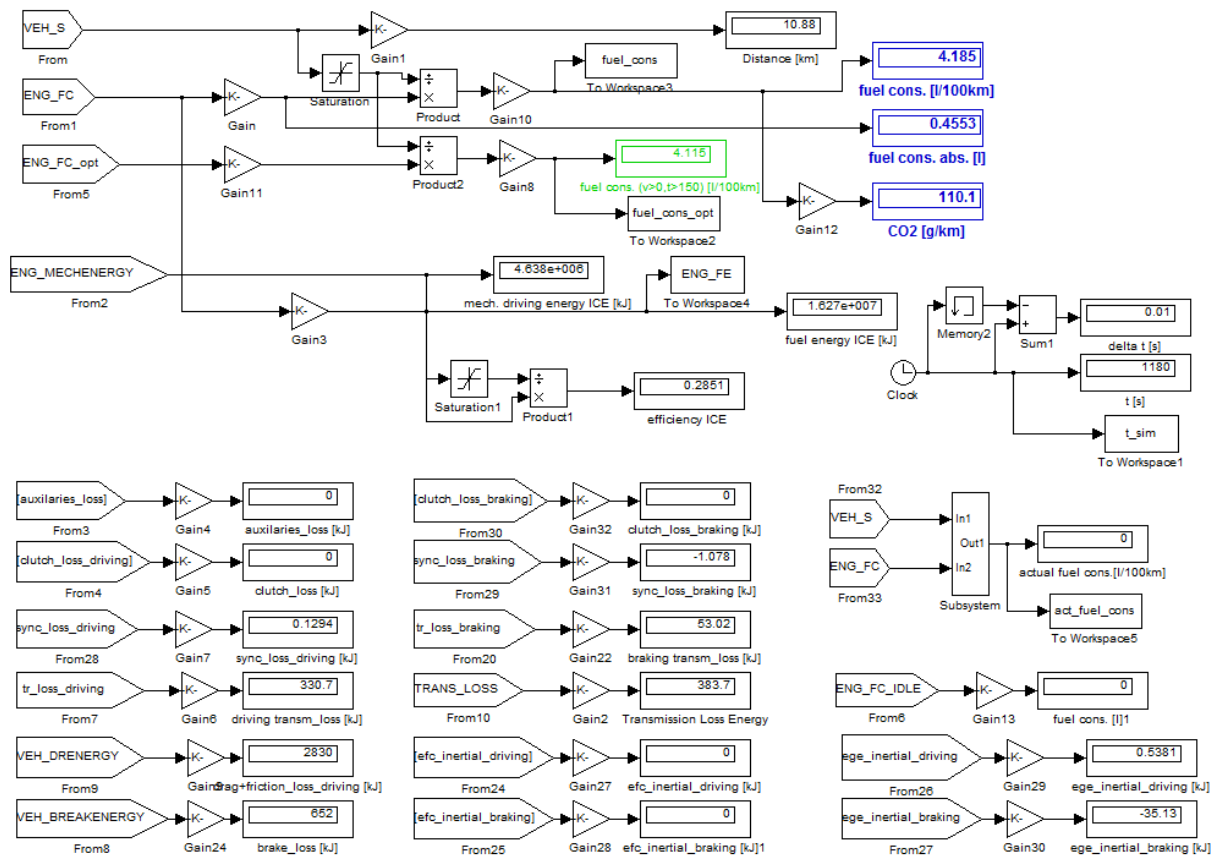 VEH_S
From
K-
Gain1
10.88
Distance [km]
Saturation
fuel_cons
To Workspace3
4.185
fuel cons. [l/100km]
ENG_FC
From1
K-
Gain
÷
×
Product
K-
Gain10
0.4553
fuel cons. abs. [l]
ENG_FC_opt
From5
K-
Gain11
÷
×
Product2
K-
Gain8
4.115
fuel cons. (v>0,t>150) [l/100km]
fuel_cons_opt
To Workspace2
K-
Gain12
110.1
CO2 [g/km]
ENG_MECHENERGY
From2
4.638e+006
mech. driving energy ICE [kJ]
ENG_FE
To Workspace4
K-
Gain3
1.627e+007
fuel energy ICE [kJ]
Memory2
−
+
Sum1
0.01
delta t [s]
Clock
1180
t [s]
t_sim
To Workspace1
Saturation1
÷
×
Product1
0.2851
efficiency ICE
[auxilaries_loss]
From3
K-
Gain4
0
auxilaries_loss [kJ]
[clutch_loss_driving]
From4
K-
Gain5
0
clutch_loss [kJ]
sync_loss_driving
From28
K-
Gain7
0.1294
sync_loss_driving [kJ]
tr_loss_driving
From7
K-
Gain6
330.7
driving transm_loss [kJ]
VEH_DRENERGY
From9
K-
2830
drag+friction_loss_driving [kJ]
VEH_BREAKENERGY
From8
K-
Gain24
652
brake_loss [kJ]
[clutch_loss_braking]
From30
K-
Gain32
0
clutch_loss_braking [kJ]
sync_loss_braking
From29
K-
Gain31
-1.078
sync_loss_braking [kJ]
tr_loss_braking
From20
K-
Gain22
53.02
braking transm_loss [kJ]
TRANS_LOSS
From10
K-
Gain2
383.7
Transmission Loss Energy
[efc_inertial_driving]
From24
K-
Gain27
0
efc_inertial_driving [kJ]
[efc_inertial_braking]
From25
K-
Gain28
0
efc_inertial_braking [kJ]1
From32
VEH_S
ENG_FC
From33
In1
Out1
In2
Subsystem
0
actual fuel cons.[l/100km]
act_fuel_cons
To Workspace5
ENG_FC_IDLE
From6
K-
Gain13
0
fuel cons. [l]1
ege_inertial_driving
From26
K-
Gain29
0.5381
ege_inertial_driving [kJ]
ege_inertial_braking
From27
K-
Gain30
-35.13
ege_inertial_braking [kJ]